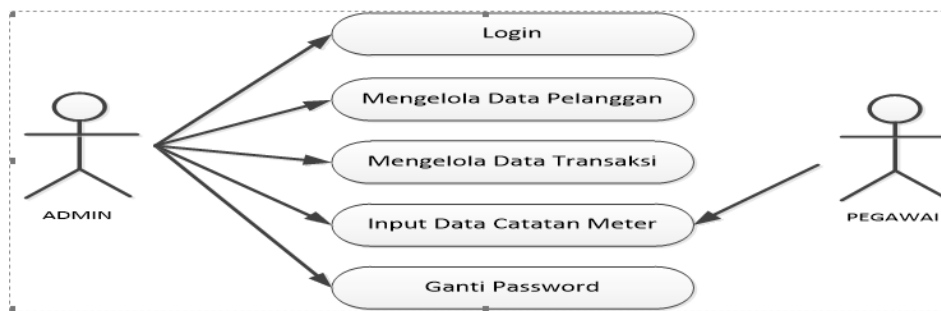 Login
Mengelola Data Pelanggan
Mengelola Data Transaksi
ADMIN
Input Data Catatan Meter
PEGAWAI
Ganti Password